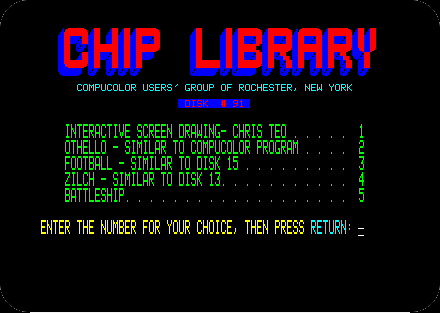 CHIP LIBRARY
COMPUCOLOR USERS' GROUP OF ROCHESTER, NEW YORK
DISK # 91
INTERACTIVE SCREEN DRAWING- CHRIS TEO . . . . . . 1
OTHELLO - SIMILAR TO COMPUCOLOR PROGRAM . . . . . 2
FOOTBALL - SIMILAR TO DISK 15 . . . . . . . . . . 3
ZILCH - SIMILAR TO DISK 13. . . . . . . . . . . . 4
BATTLESHIP. . . . . . . . . . . . . . . . . . . . 5
ENTER THE NUMBER FOR YOUR CHOICE, THEN PRESS RETURN: _